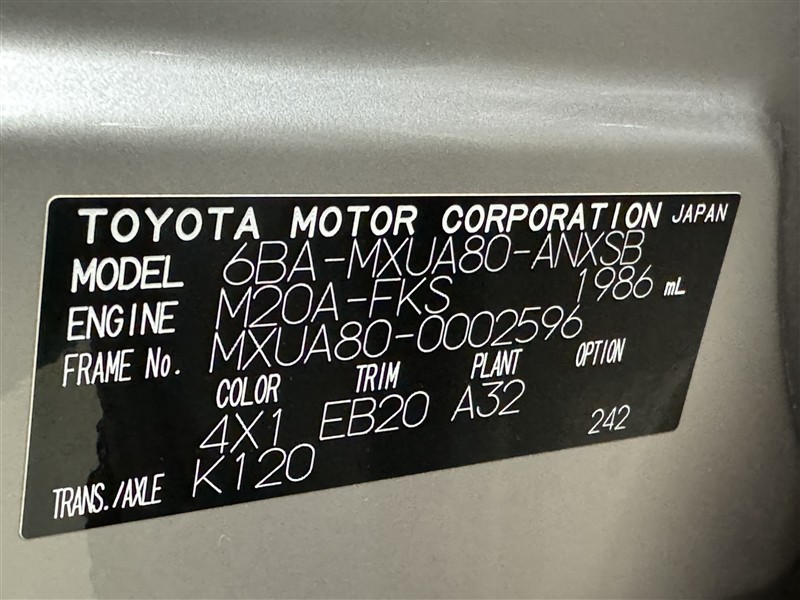 TOYOTA MOTOR CORPORATION JAPAN
MODEL 6BA-MXUA80-ANXSB
ENGINE M20A-FKS 1986 mL
FRAME No. MXUA80-0002596
COLOR TRIM PLANT OPTION
4X1 EB20 A32 242
TRANS./AXLE K120